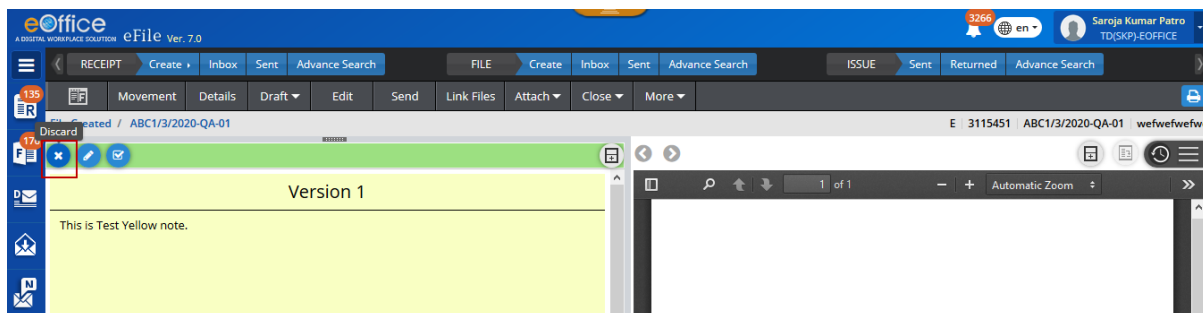 eOffice
A DIGITAL WORKPLACE SOLUTION eFile Ver. 7.0
3266 en Saroja Kumar Patro
TD(SKP)-EOFFICE
RECEIPT Create Inbox Sent Advance Search FILE Create Inbox Sent Advance Search ISSUE Sent Returned Advance Search
135 R
Movement Details Draft Edit Send Link Files Attach Close More
Created / ABC1/3/2020-QA-01 E 3115451 ABC1/3/2020-QA-01 wefwefwefw
Discard
F
1 of 1 Automatic Zoom
Version 1
This is Test Yellow note.
D
N